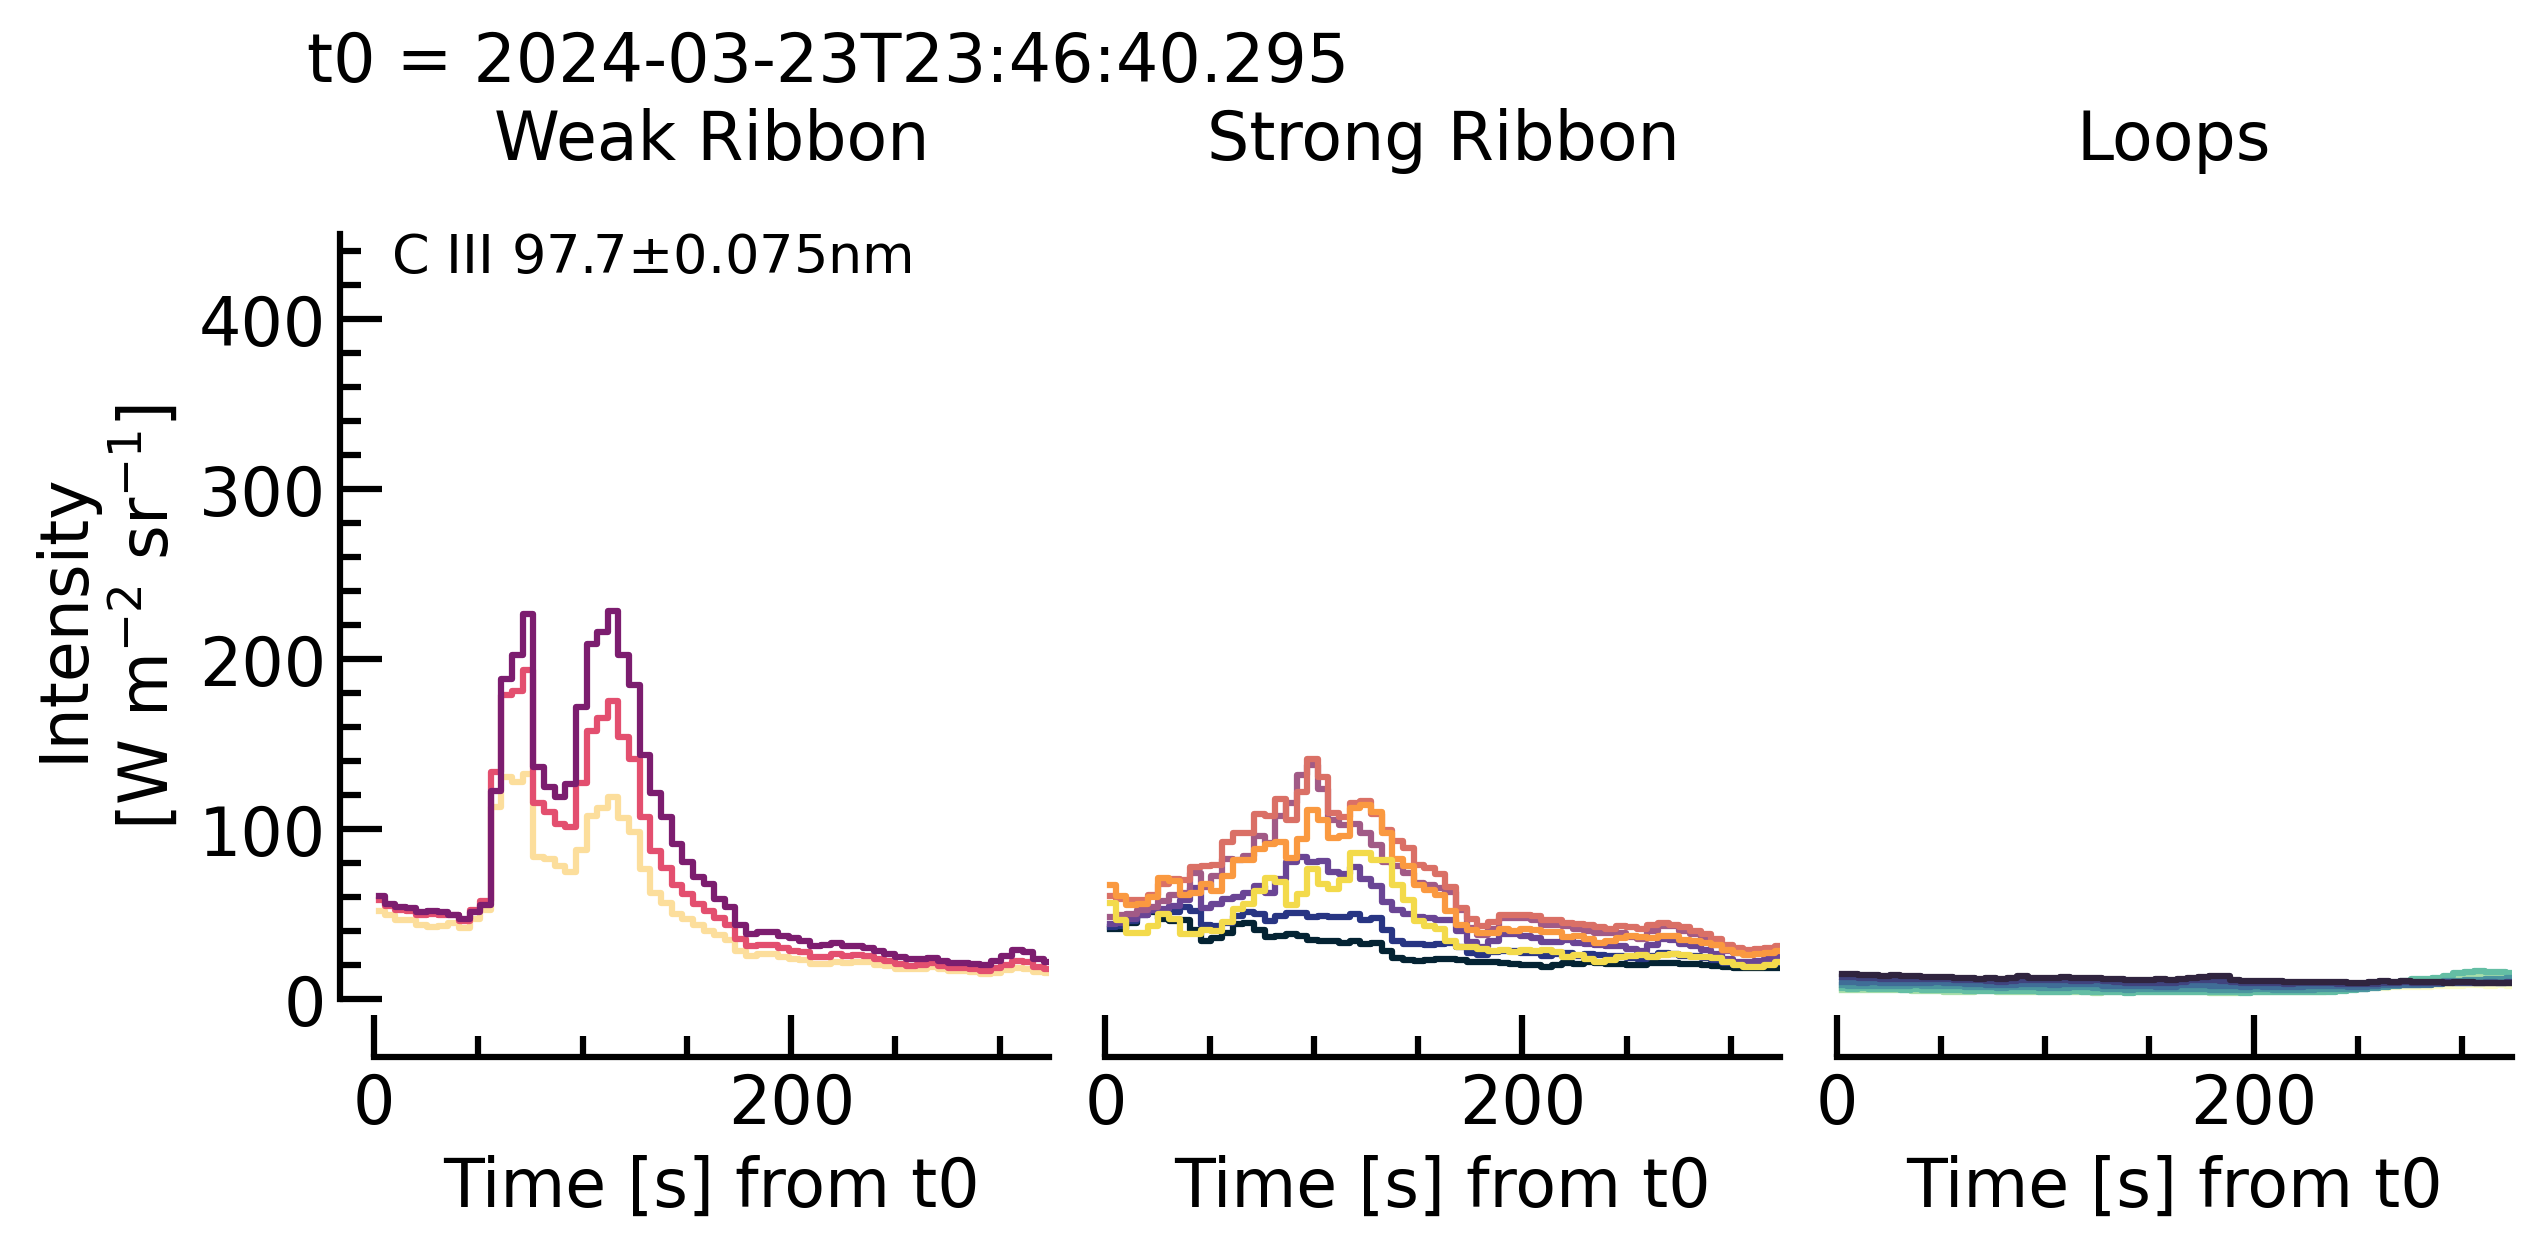 t0 = 2024-03-23T23:46:40.295
Weak Ribbon
Strong Ribbon
Loops
C III 97.7±0.075nm
Intensity
[W m⁻² sr⁻¹]
400
300
200
100
0
0
200
0
200
0
200
Time [s] from t0
Time [s] from t0
Time [s] from t0